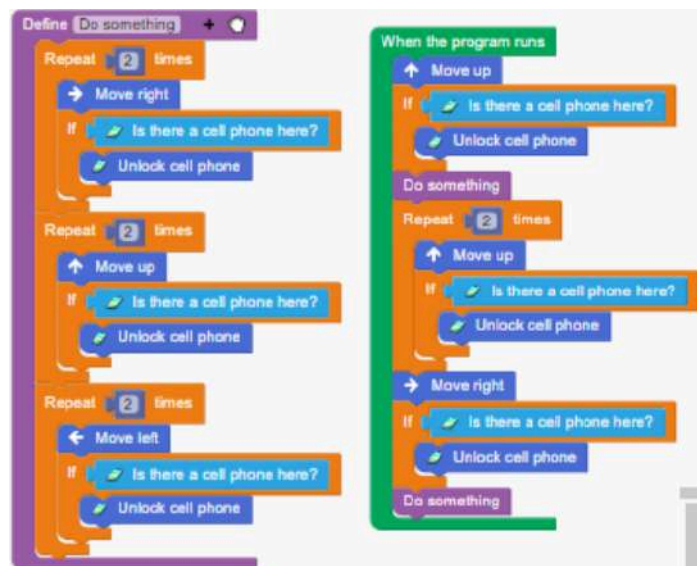 Define Do something +
Repeat 2 times
Move right
If Is there a cell phone here?
Unlock cell phone
Repeat 2 times
Move up
If Is there a cell phone here?
Unlock cell phone
Repeat 2 times
Move left
If Is there a cell phone here?
Unlock cell phone
When the program runs
Move up
If Is there a cell phone here?
Unlock cell phone
Do something
Repeat 2 times
Move up
If Is there a cell phone here?
Unlock cell phone
Move right
If Is there a cell phone here?
Unlock cell phone
Do something